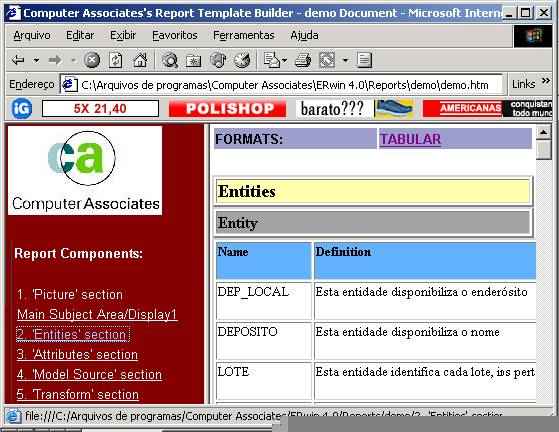 Computer Associates's Report Template Builder - demo Document - Microsoft Intern
Arquivo Editar Exibir Favoritos Ferramentas Ajuda
Endereço C:\Arquivos de programas\Computer Associates\ERwin 4.0\Reports\demo\demo.htm Links »
iG 5X 21,40 POLISHOP barato??? AMERICANAS conquistan
todo mund
ca
Computer Associates
Report Components:
1. 'Picture' section
Main Subject Area/Display1
2. 'Entities' section
3. 'Attributes' section
4. 'Model Source' section
5. 'Transform' section
FORMATS: TABULAR
Entities
Entity
Name Definition
DEP_LOCAL Esta entidade disponibiliza o enderósito
DEPOSITO Esta entidade disponibiliza o nome
LOTE Esta entidade identifica cada lote, pert
file:///C:/Arquivos de programas/Computer Associates/ERwin 4.0/Reports/demo/2. 'Entities' section